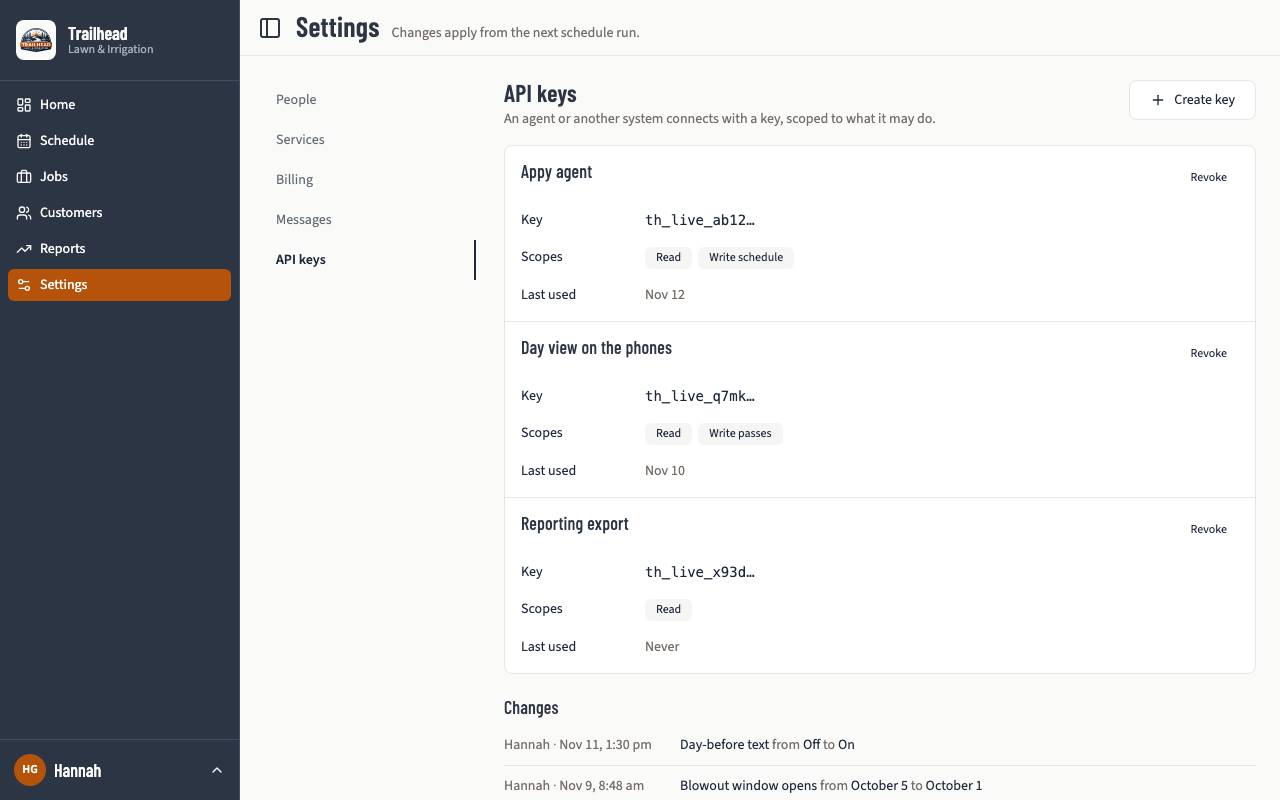 TRAILHEAD
Trailhead
Lawn & Irrigation
Home
Schedule
Jobs
Customers
Reports
Settings
HG
Hannah
Settings
Changes apply from the next schedule run.
People
Services
Billing
Messages
API keys
API keys
An agent or another system connects with a key, scoped to what it may do.
Create key
Appy agent
Revoke
Key
th_live_ab12…
Scopes
Read
Write schedule
Last used
Nov 12
Day view on the phones
Revoke
Key
th_live_q7mk…
Scopes
Read
Write passes
Last used
Nov 10
Reporting export
Revoke
Key
th_live_x93d…
Scopes
Read
Last used
Never
Changes
Hannah · Nov 11, 1:30 pm
Day-before text from Off to On
Hannah · Nov 9, 8:48 am
Blowout window opens from October 5 to October 1